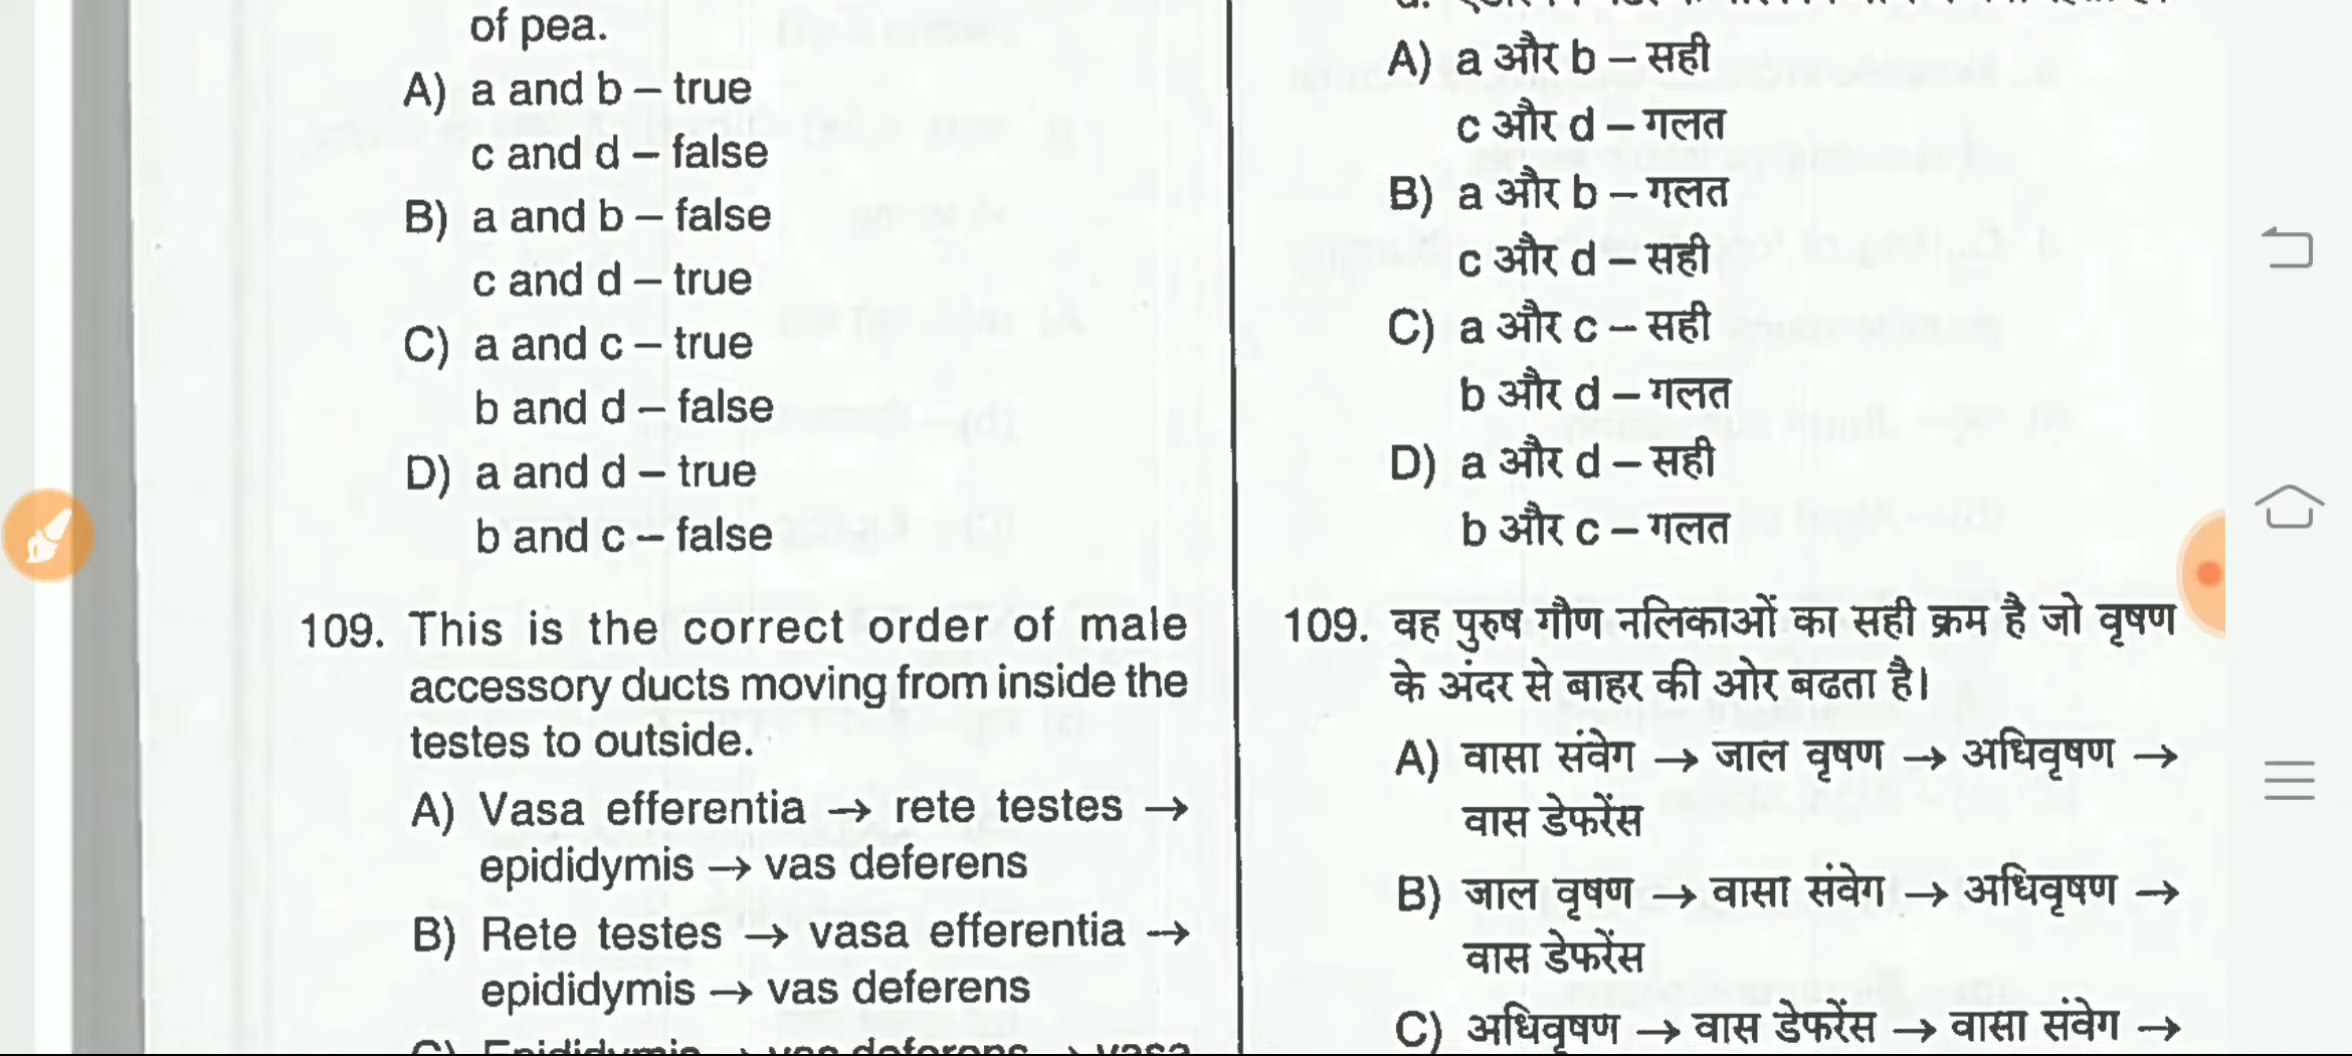 of pea.
A) a and b – true
c and d – false
B) a and b – false
c and d – true
C) a and c – true
b and d – false
D) a and d – true
b and c – false
109. This is the correct order of male
accessory ducts moving from inside the
testes to outside.
A) Vasa efferentia → rete testes →
epididymis → vas deferens
B) Rete testes → vasa efferentia →
epididymis → vas deferens
C) Epididymis → vas deferens → vasa
A) a और b – सही
c और d – गलत
B) a और b – गलत
c और d – सही
C) a और c – सही
b और d – गलत
D) a और d – सही
b और c – गलत
109. वह पुरुष गौण नलिकाओं का सही क्रम है जो वृषण
के अंदर से बाहर की ओर बढता है।
A) वासा संवेग → जाल वृषण → अधिवृषण →
वास डेफरेंस
B) जाल वृषण → वासा संवेग → अधिवृषण →
वास डेफरेंस
C) अधिवृषण → वास डेफरेंस → वासा संवेग →